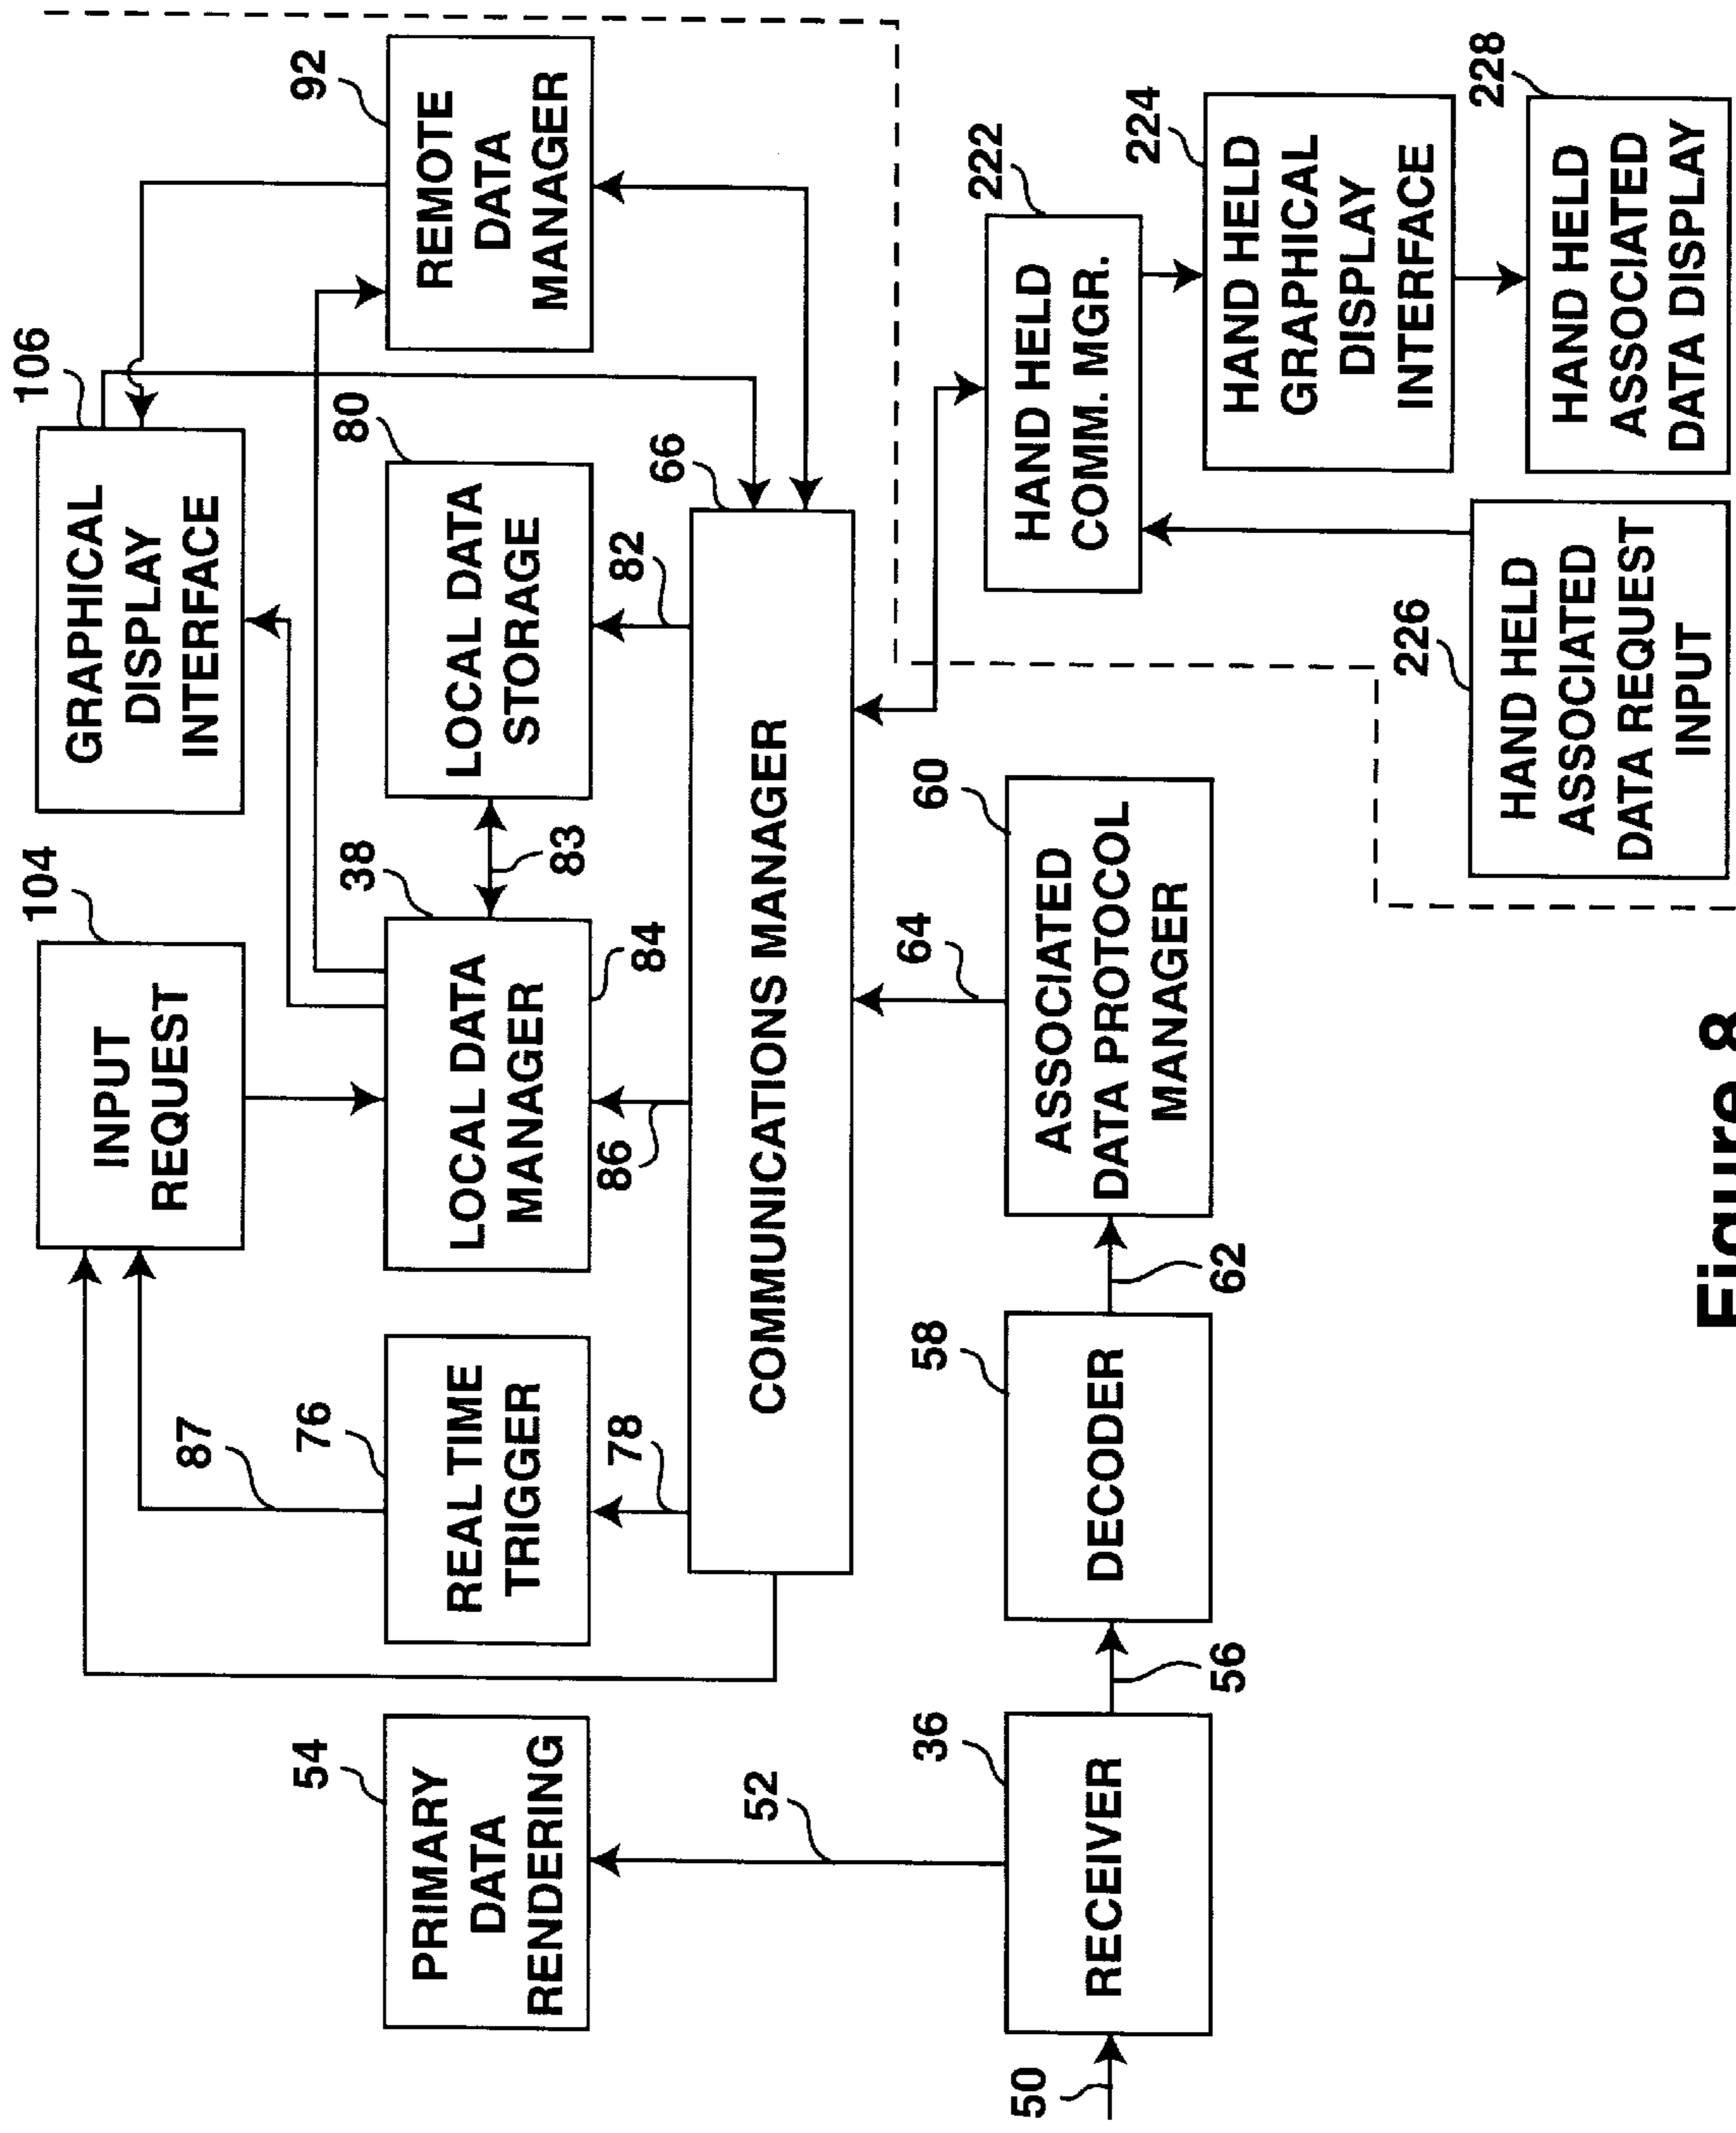 104
INPUT
REQUEST
106
GRAPHICAL
DISPLAY
INTERFACE
87
54
PRIMARY
DATA
RENDERING
76
REAL TIME
TRIGGER
38
LOCAL DATA
MANAGER
84
83
80
LOCAL DATA
STORAGE
92
REMOTE
DATA
MANAGER
78
86
82
66
COMMUNICATIONS MANAGER
52
50
36
RECEIVER
56
58
DECODER
62
64
60
ASSOCIATED
DATA PROTOCOL
MANAGER
222
HAND HELD
COMM. MGR.
224
HAND HELD
GRAPHICAL
DISPLAY
INTERFACE
226
HAND HELD
ASSOCIATED
DATA REQUEST
INPUT
228
HAND HELD
ASSOCIATED
DATA DISPLAY
Figure 8